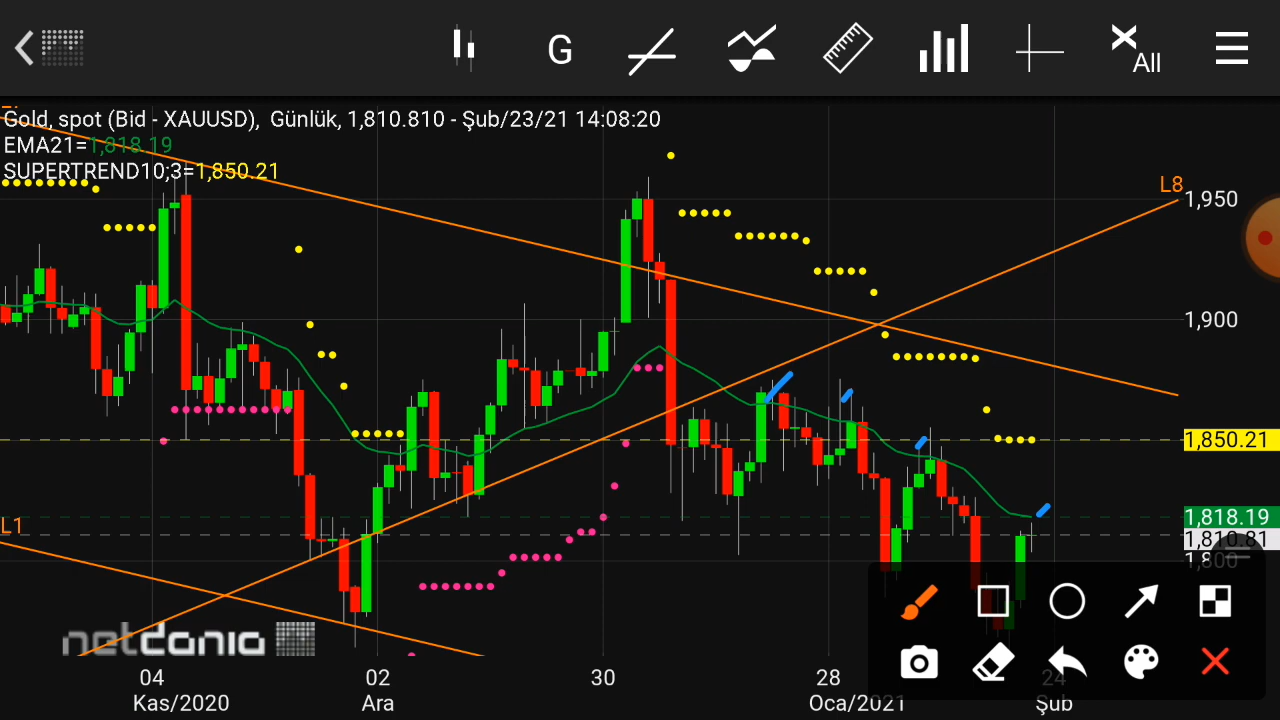 G
All
Gold, spot (Bid - XAUUSD), Günlük, 1,810.810 - Şub/23/21 14:08:20
EMA21=1,818.19
SUPERTREND10;3=1,850.21
L8
1,950
1,900
1,850.21
1,818.19
1,810.81
1,800
L1
netdania
04
02
30
28
24
Kas/2020
Ara
Oca/2021
Şub